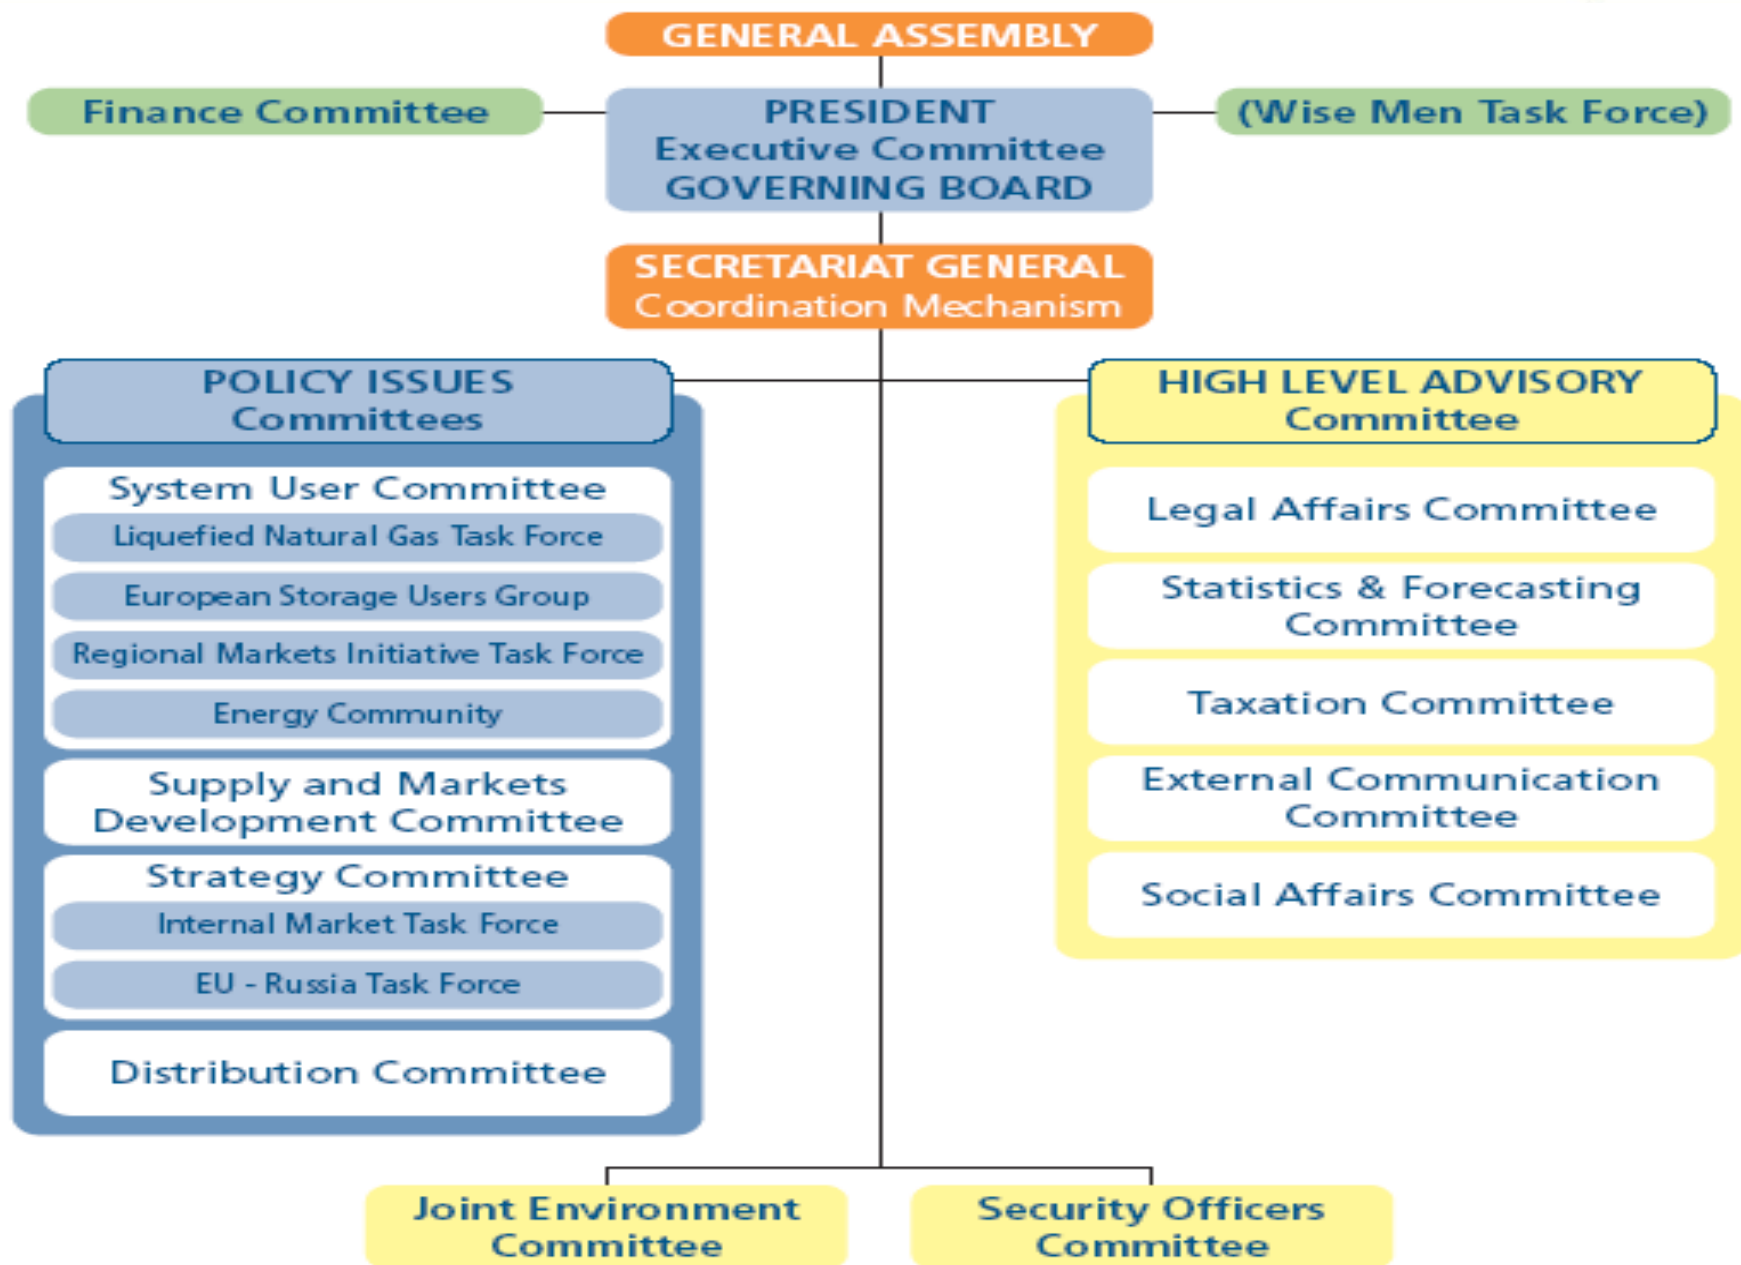 GENERAL ASSEMBLY
Finance Committee
PRESIDENT
Executive Committee
GOVERNING BOARD
(Wise Men Task Force)
SECRETARIAT GENERAL
Coordination Mechanism
POLICY ISSUES
Committees
System User Committee
Liquefied Natural Gas Task Force
European Storage Users Group
Regional Markets Initiative Task Force
Energy Community
Supply and Markets
Development Committee
Strategy Committee
Internal Market Task Force
EU - Russia Task Force
Distribution Committee
HIGH LEVEL ADVISORY
Committee
Legal Affairs Committee
Statistics & Forecasting
Committee
Taxation Committee
External Communication
Committee
Social Affairs Committee
Joint Environment
Committee
Security Officers
Committee